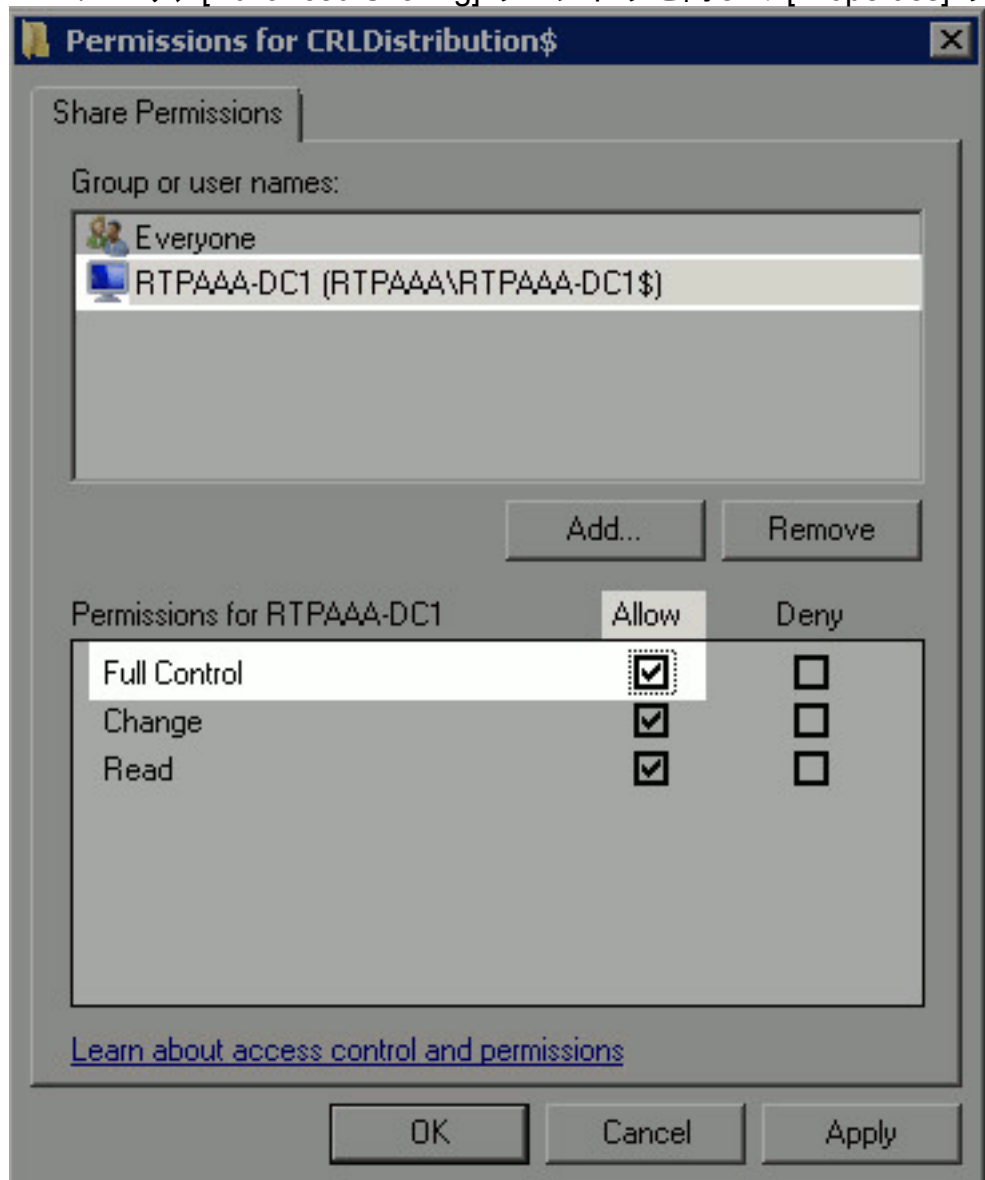 Permissions for CRLDistribution$
Share Permissions
Group or user names:
Everyone
RTPAAA-DC1 (RTPAAA\RTPAAA-DC1$)
Add... Remove
Permissions for RTPAAA-DC1 Allow Deny
Full Control
Change
Read
Learn about access control and permissions
OK Cancel Apply